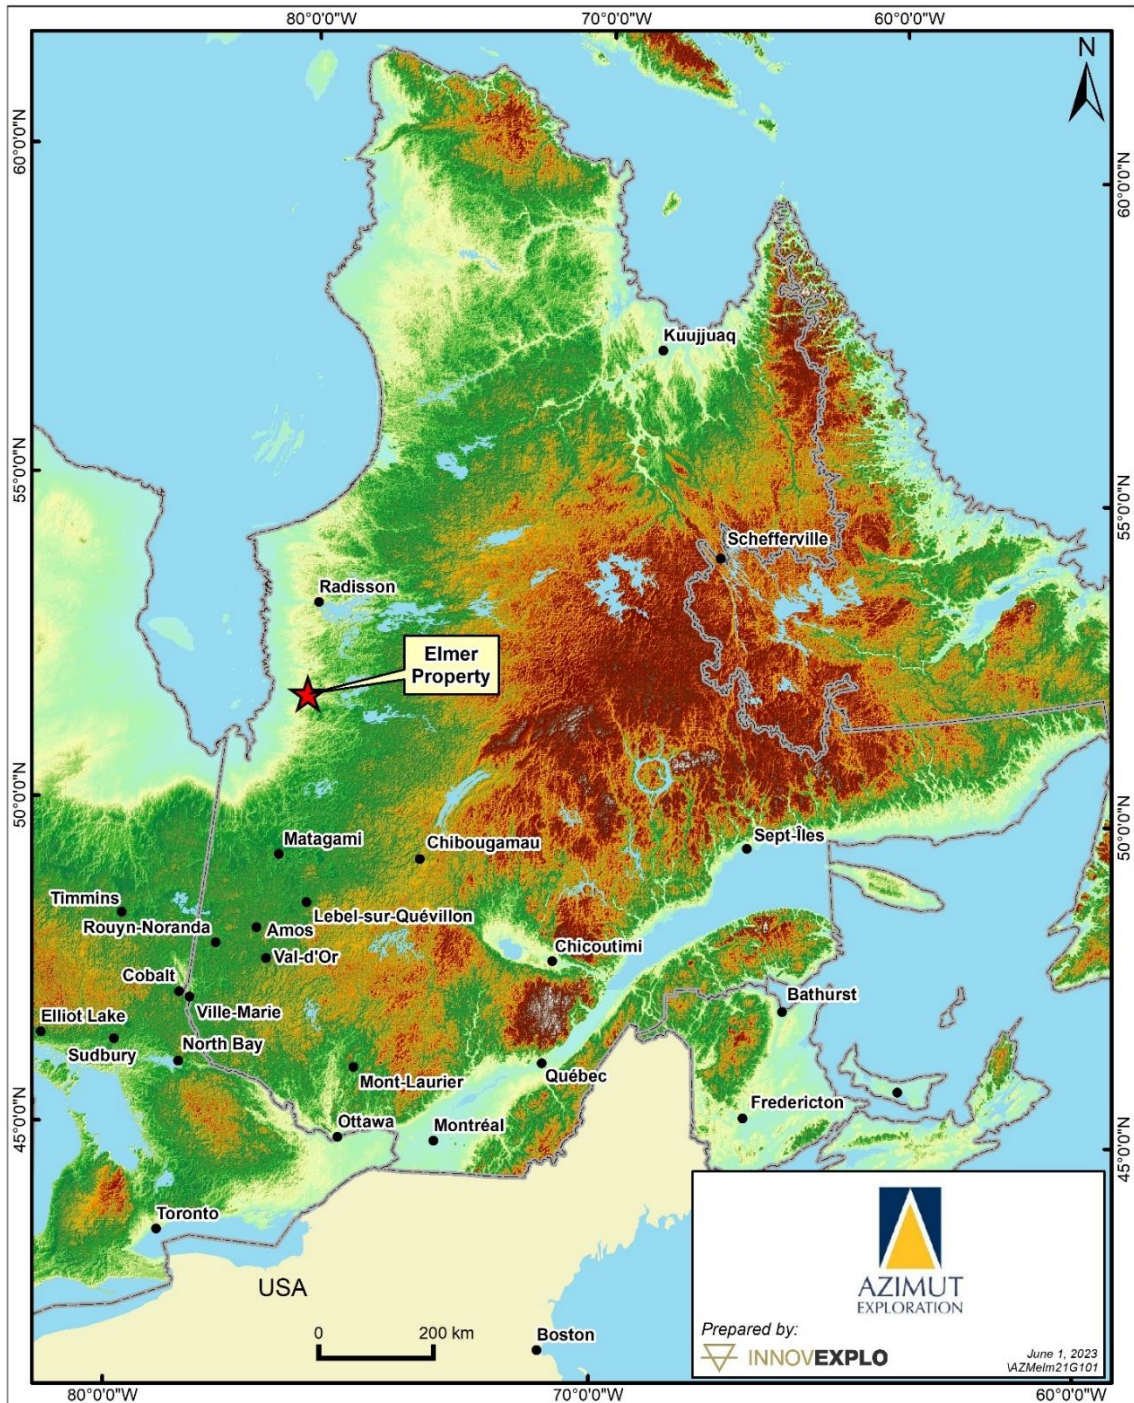 80°0'0"W
70°0'0"W
60°0'0"W
N
60°0'0"N
60°0'0"N
Kuujjuaq
55°0'0"N
55°0'0"N
Schefferville
Radisson
Elmer
Property
50°0'0"N
50°0'0"N
Matagami
Chibougamau
Sept-Îles
Timmins
Lebel-sur-Quévillon
Rouyn-Noranda
Amos
Val-d'Or
Chicoutimi
Cobalt
Ville-Marie
Bathurst
Elliot Lake
Sudbury
North Bay
Mont-Laurier
Québec
Fredericton
45°0'0"N
45°0'0"N
Ottawa
Montréal
Toronto
USA
0 200 km
Boston
AZIMUT
EXPLORATION
Prepared by:
INNOVEXPLO
June 1, 2023
\AZMelm21G101
80°0'0"W
70°0'0"W
60°0'0"W